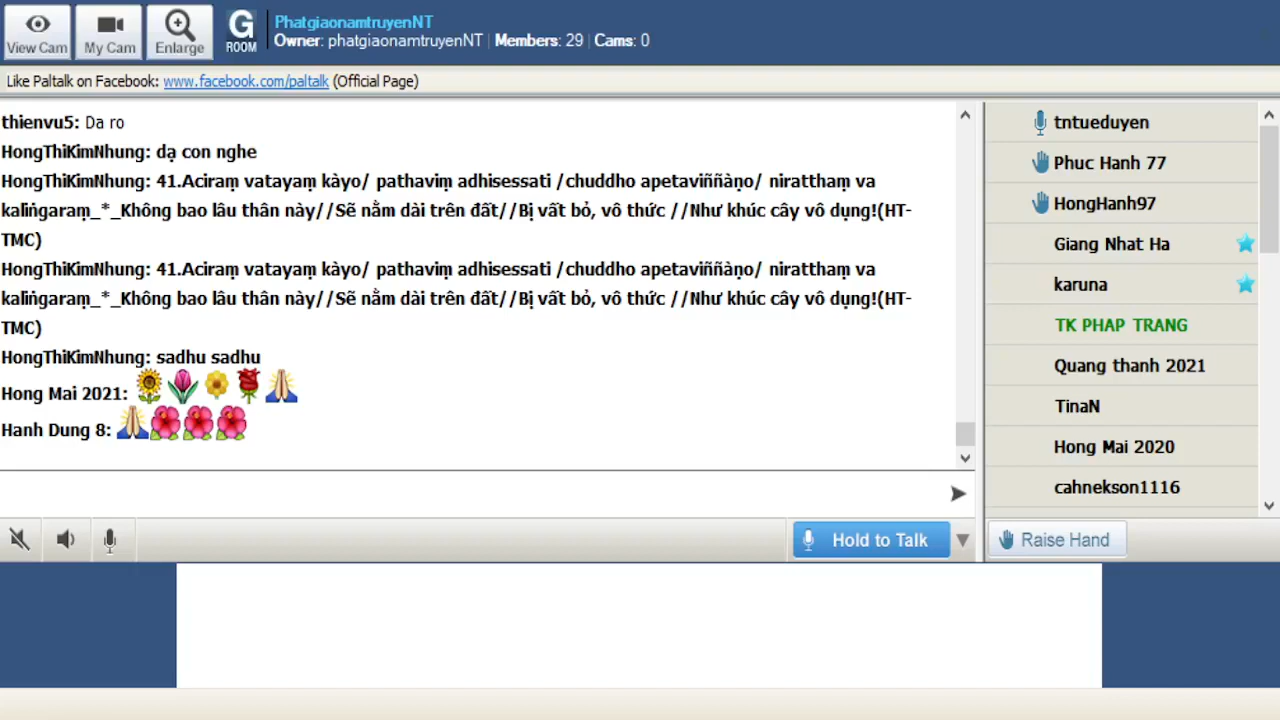 View Cam
My Cam
Enlarge
G
ROOM
PhatgiaonamtruyenNT
Owner: phatgiaonamtruyenNT | Members: 29 | Cams: 0
Like Paltalk on Facebook: www.facebook.com/paltalk (Official Page)
thienvu5: Da ro
HongThiKimNhung: dạ con nghe
HongThiKimNhung: 41.Aciraṃ vatayaṃ kàyo/ pathaviṃ adhisessati /chuddho apetaviññàṇo/ niratthaṃ va
kaliṅgaraṃ_*_Không bao lâu thân này//Sẽ nằm dài trên đất//Bị vất bỏ, vô thức //Như khúc cây vô dụng!(HT-
TMC)
HongThiKimNhung: 41.Aciraṃ vatayaṃ kàyo/ pathaviṃ adhisessati /chuddho apetaviññàṇo/ niratthaṃ va
kaliṅgaraṃ_*_Không bao lâu thân này//Sẽ nằm dài trên đất//Bị vất bỏ, vô thức //Như khúc cây vô dụng!(HT-
TMC)
HongThiKimNhung: sadhu sadhu
Hong Mai 2021: 🌻🌷🌼🌹🙏
Hanh Dung 8: 🙏🌺🌺🌺
Hold to Talk
tntueduyen
Phuc Hanh 77
HongHanh97
Giang Nhat Ha
karuna
TK PHAP TRANG
Quang thanh 2021
TinaN
Hong Mai 2020
cahnekson1116
Raise Hand